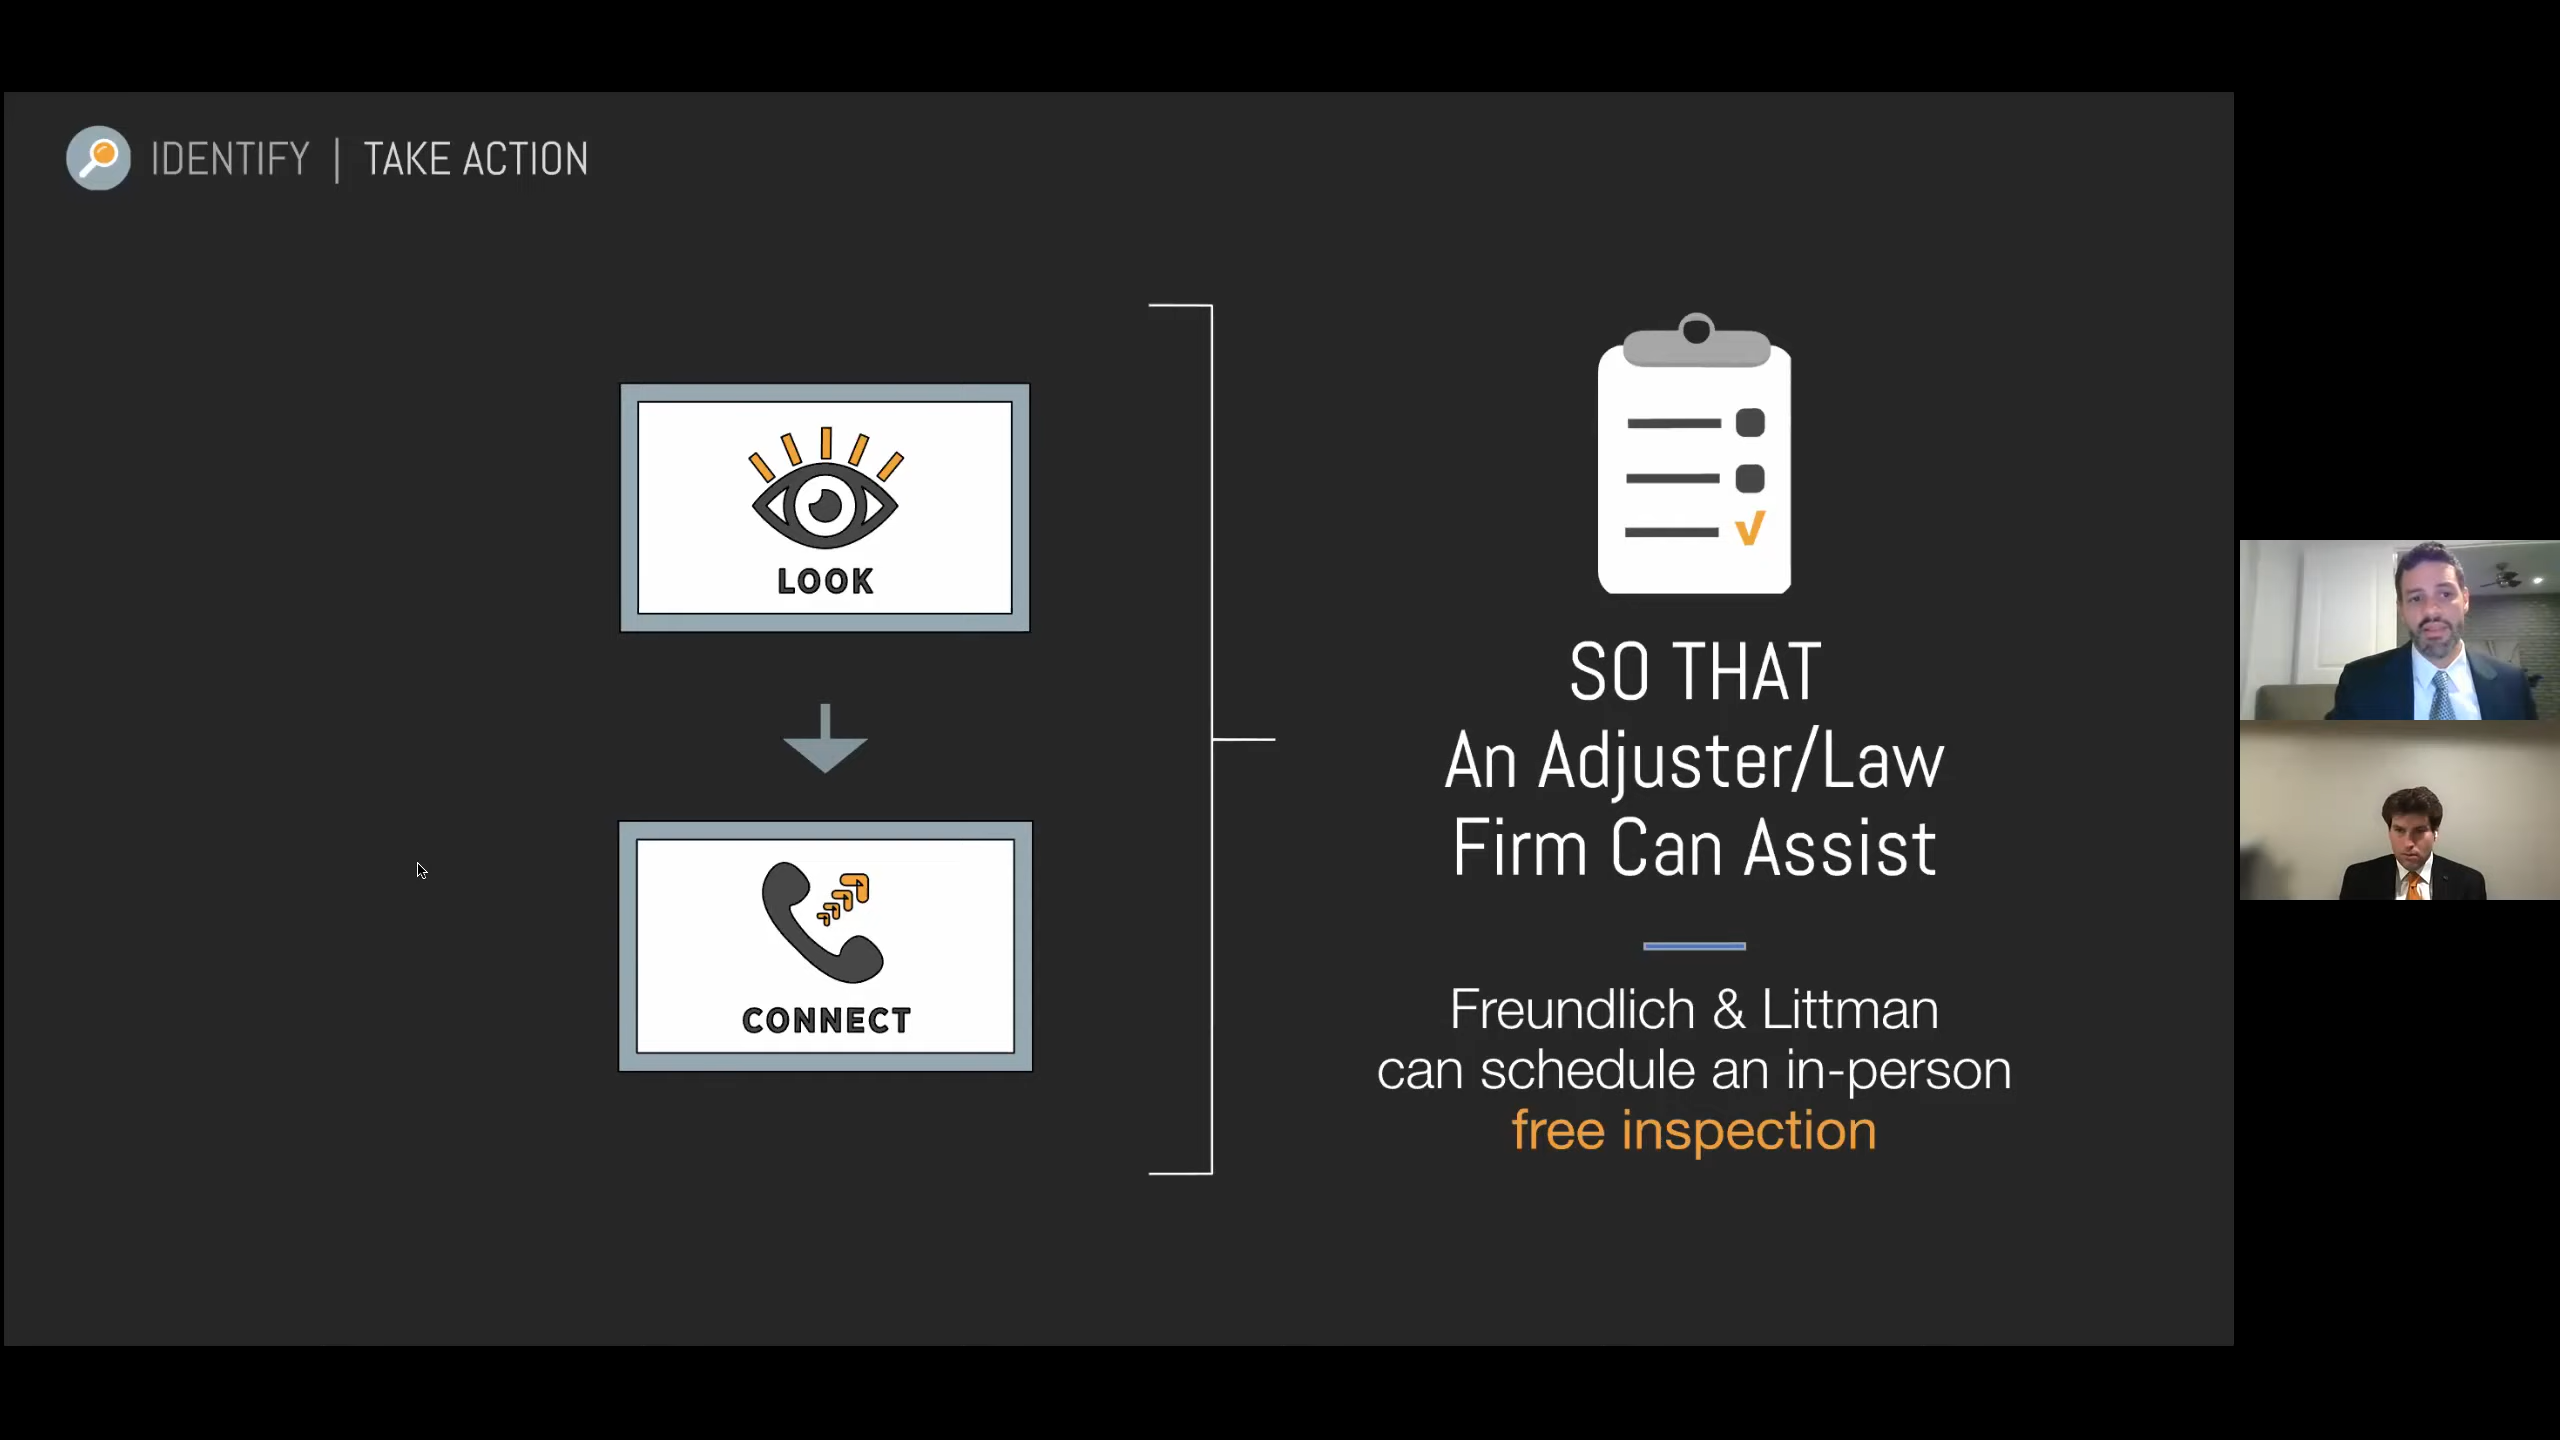 IDENTIFY | TAKE ACTION
LOOK
CONNECT
SO THAT
An Adjuster/Law
Firm Can Assist
Freundlich & Littman
can schedule an in-person
free inspection